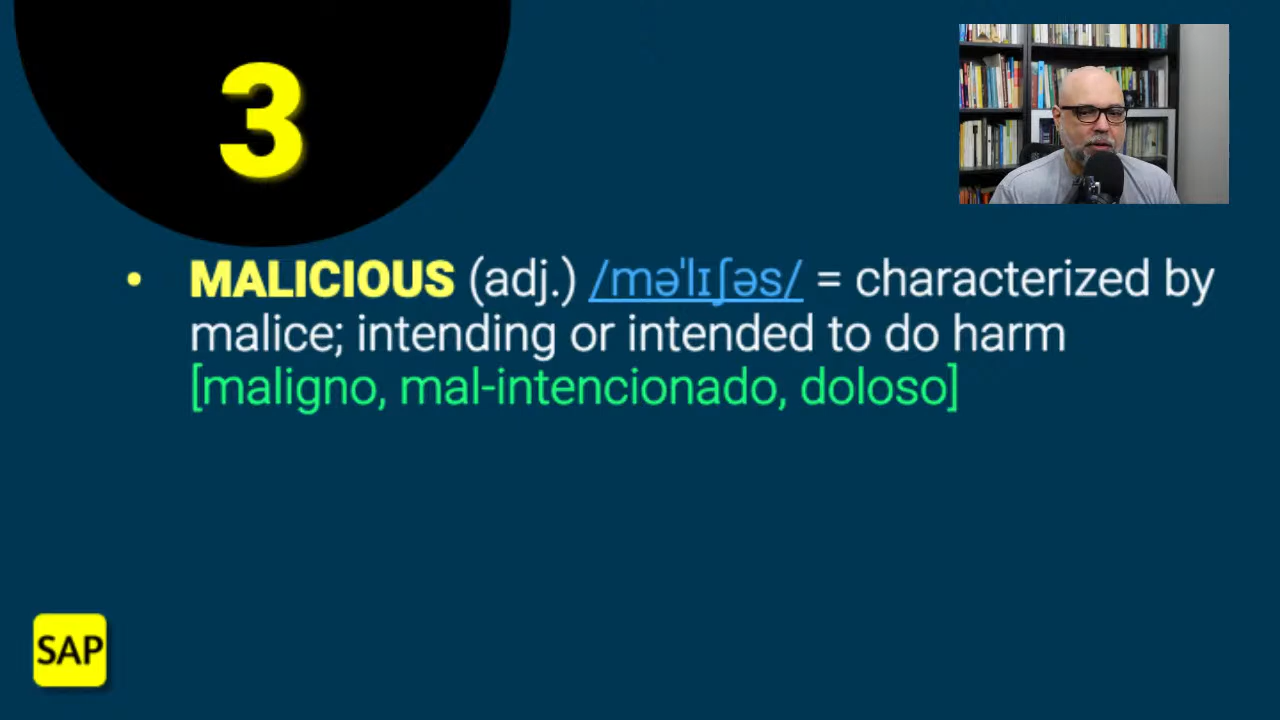 3
• MALICIOUS (adj.) /məˈlɪʃəs/ = characterized by
malice; intending or intended to do harm
[maligno, mal-intencionado, doloso]
SAP